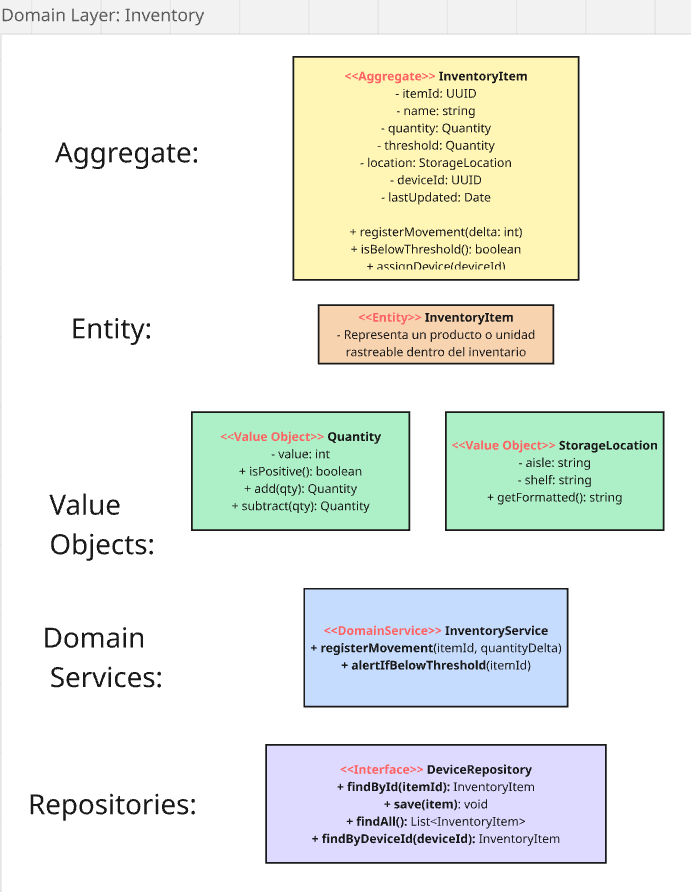 Domain Layer: Inventory
Aggregate:
<<Aggregate>> InventoryItem
- itemId: UUID
- name: string
- quantity: Quantity
- threshold: Quantity
- location: StorageLocation
- deviceId: UUID
- lastUpdated: Date
+ registerMovement(delta: int)
+ isBelowThreshold(): boolean
+ assignDevice(deviceId)
Entity:
<<Entity>> InventoryItem
- Representa un producto o unidad
rastreable dentro del inventario
Value
Objects:
<<Value Object>> Quantity
- value: int
+ isPositive(): boolean
+ add(qty): Quantity
+ subtract(qty): Quantity
<<Value Object>> StorageLocation
- aisle: string
- shelf: string
+ getFormatted(): string
Domain
Services:
<<DomainService>> InventoryService
+ registerMovement(itemId, quantityDelta)
+ alertIfBelowThreshold(itemId)
Repositories:
<<Interface>> DeviceRepository
+ findById(itemId): InventoryItem
+ save(item): void
+ findAll(): List<InventoryItem>
+ findByDeviceId(deviceId): InventoryItem